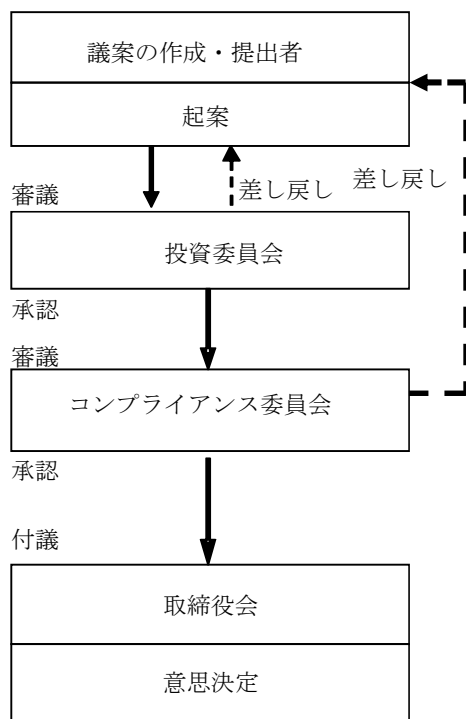 議案の作成・提出者
起案
審議
差し戻し
差し戻し
投資委員会
承認
審議
コンプライアンス委員会
承認
付議
取締役会
意思決定